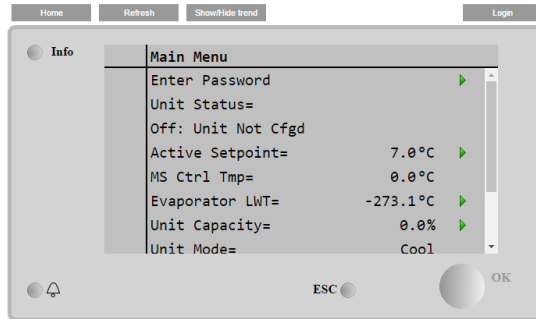 Home Refresh Show/Hide trend Login
Info
Main Menu
Enter Password
Unit Status=
Off: Unit Not Cfgd
Active Setpoint= 7.0°C
MS Ctrl Tmp= 0.0°C
Evaporator LWT= -273.1°C
Unit Capacity= 0.0%
Unit Mode= Cool
ESC OK